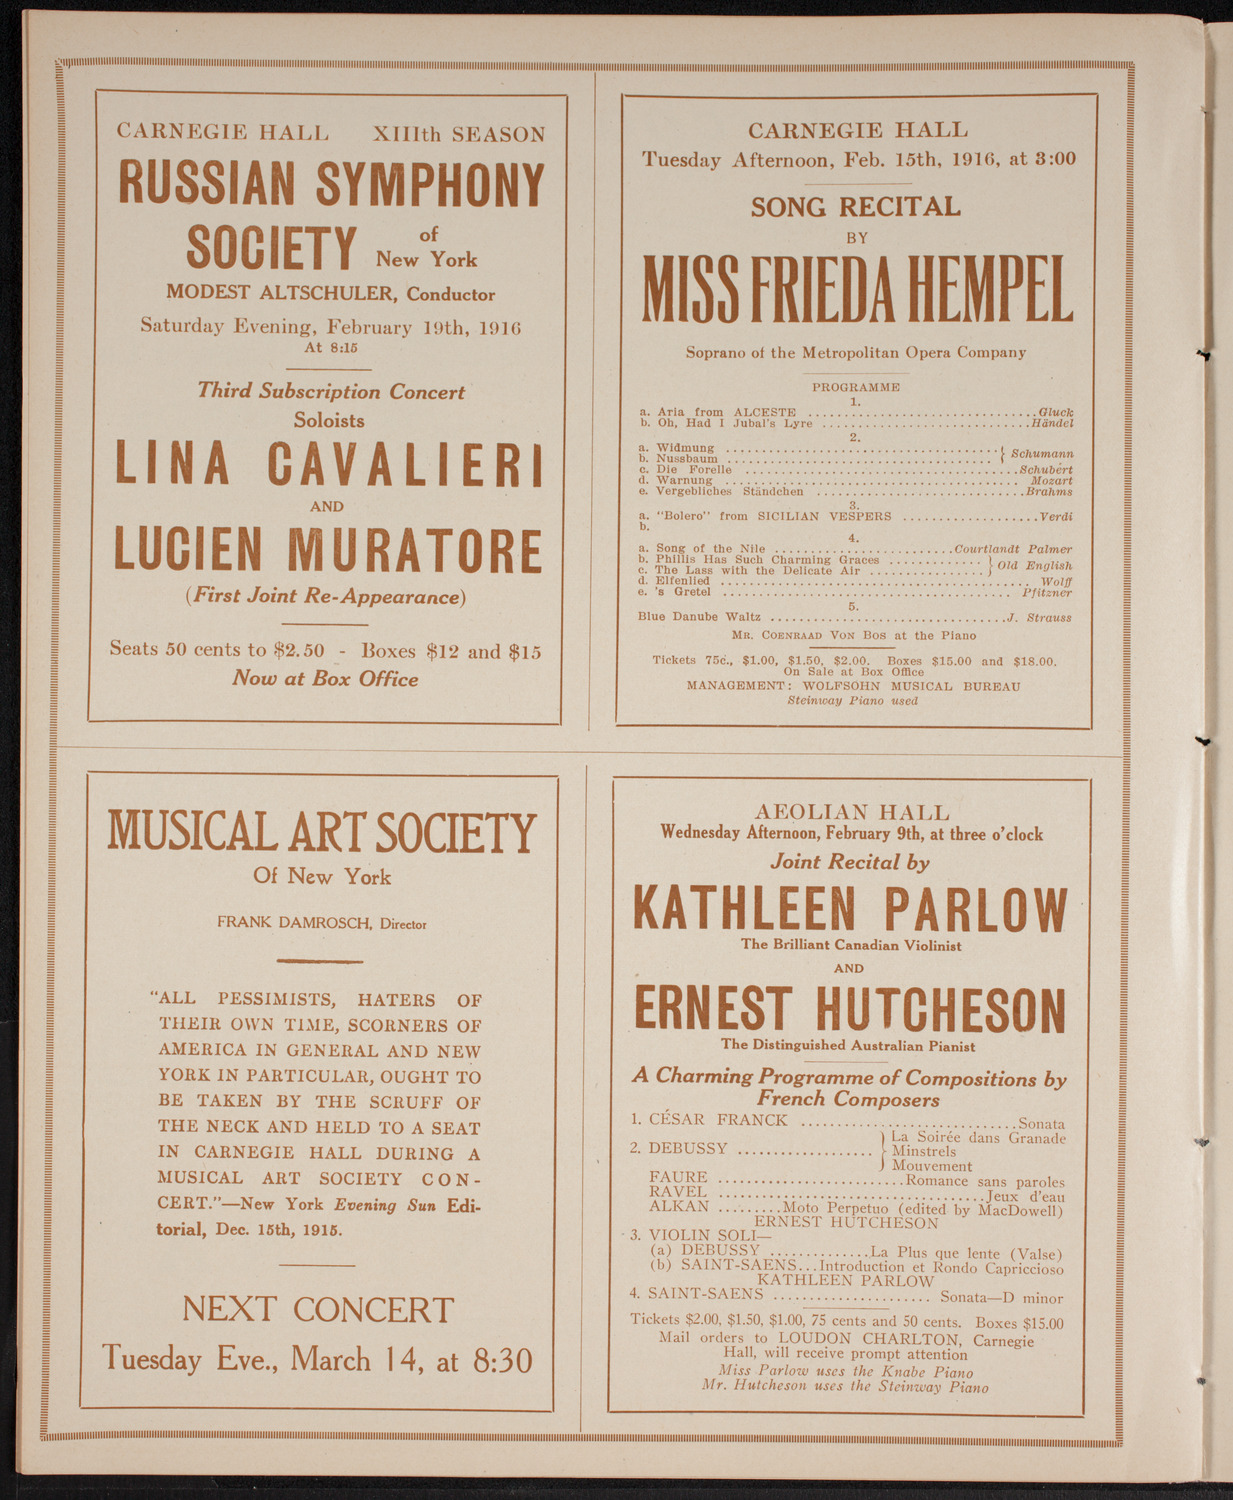 CARNEGIE HALL XIIIth SEASON
RUSSIAN SYMPHONY
SOCIETY of New York
MODEST ALTSCHULER, Conductor
Saturday Evening, February 19th, 1916
At 8:15
Third Subscription Concert
Soloists
LINA CAVALIERI
AND
LUCIEN MURATORE
(First Joint Re-Appearance)
Seats 50 cents to $2.50 - Boxes $12 and $15
Now at Box Office
CARNEGIE HALL
Tuesday Afternoon, Feb. 15th, 1916, at 3:00
SONG RECITAL
BY
MISS FRIEDA HEMPEL
Soprano of the Metropolitan Opera Company
PROGRAMME
1.
a. Aria from ALCESTE ..............................Gluck
b. Oh, Had I Jubal's Lyre ............................Händel
2.
a. Widmung ......................................
b. Nussbaum ..................................... } Schumann
c. Die Forelle .....................................Schubert
d. Warnung ........................................ Mozart
e. Vergebliches Ständchen ............................Brahms
3.
a. "Bolero" from SICILIAN VESPERS ...................Verdi
b.
4.
a. Song of the Nile ........................Courtlandt Palmer
b. Phillis Has Such Charming Graces .............
c. The Lass with the Delicate Air ................ } Old English
d. Elfenlied .......................................... Wolff
e. 's Gretel ........................................ Pfitzner
5.
Blue Danube Waltz ................................J. Strauss
MR. COENRAAD VON BOS at the Piano
Tickets 75c., $1.00, $1.50, $2.00. Boxes $15.00 and $18.00.
On Sale at Box Office
MANAGEMENT: WOLFSOHN MUSICAL BUREAU
Steinway Piano used
MUSICAL ART SOCIETY
Of New York
FRANK DAMROSCH, Director
"ALL PESSIMISTS, HATERS OF
THEIR OWN TIME, SCORNERS OF
AMERICA IN GENERAL AND NEW
YORK IN PARTICULAR, OUGHT TO
BE TAKEN BY THE SCRUFF OF
THE NECK AND HELD TO A SEAT
IN CARNEGIE HALL DURING A
MUSICAL ART SOCIETY CON-
CERT."—New York Evening Sun Edi-
torial, Dec. 15th, 1915.
NEXT CONCERT
Tuesday Eve., March 14, at 8:30
AEOLIAN HALL
Wednesday Afternoon, February 9th, at three o'clock
Joint Recital by
KATHLEEN PARLOW
The Brilliant Canadian Violinist
AND
ERNEST HUTCHESON
The Distinguished Australian Pianist
A Charming Programme of Compositions by
French Composers
1. CÉSAR FRANCK ............................Sonata
2. DEBUSSY .................. } La Soirée dans Granade
Minstrels
Mouvement
FAURE .........................Romance sans paroles
RAVEL ...................................Jeux d'eau
ALKAN .........Moto Perpetuo (edited by MacDowell)
ERNEST HUTCHESON
3. VIOLIN SOLI—
(a) DEBUSSY .............La Plus que lente (Valse)
(b) SAINT-SAENS...Introduction et Rondo Capriccioso
KATHLEEN PARLOW
4. SAINT-SAENS ..................... Sonata—D minor
Tickets $2.00, $1.50, $1.00, 75 cents and 50 cents. Boxes $15.00
Mail orders to LOUDON CHARLTON, Carnegie
Hall, will receive prompt attention
Miss Parlow uses the Knabe Piano
Mr. Hutcheson uses the Steinway Piano